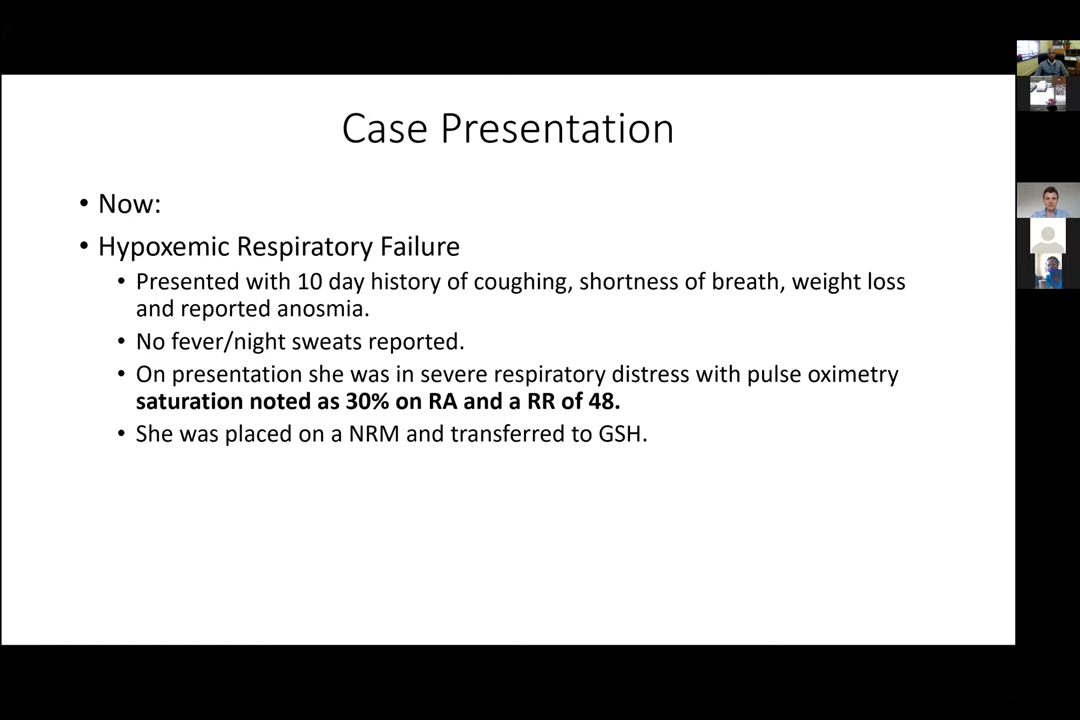 Case Presentation
• Now:
• Hypoxemic Respiratory Failure
• Presented with 10 day history of coughing, shortness of breath, weight loss
and reported anosmia.
• No fever/night sweats reported.
• On presentation she was in severe respiratory distress with pulse oximetry
saturation noted as 30% on RA and a RR of 48.
• She was placed on a NRM and transferred to GSH.